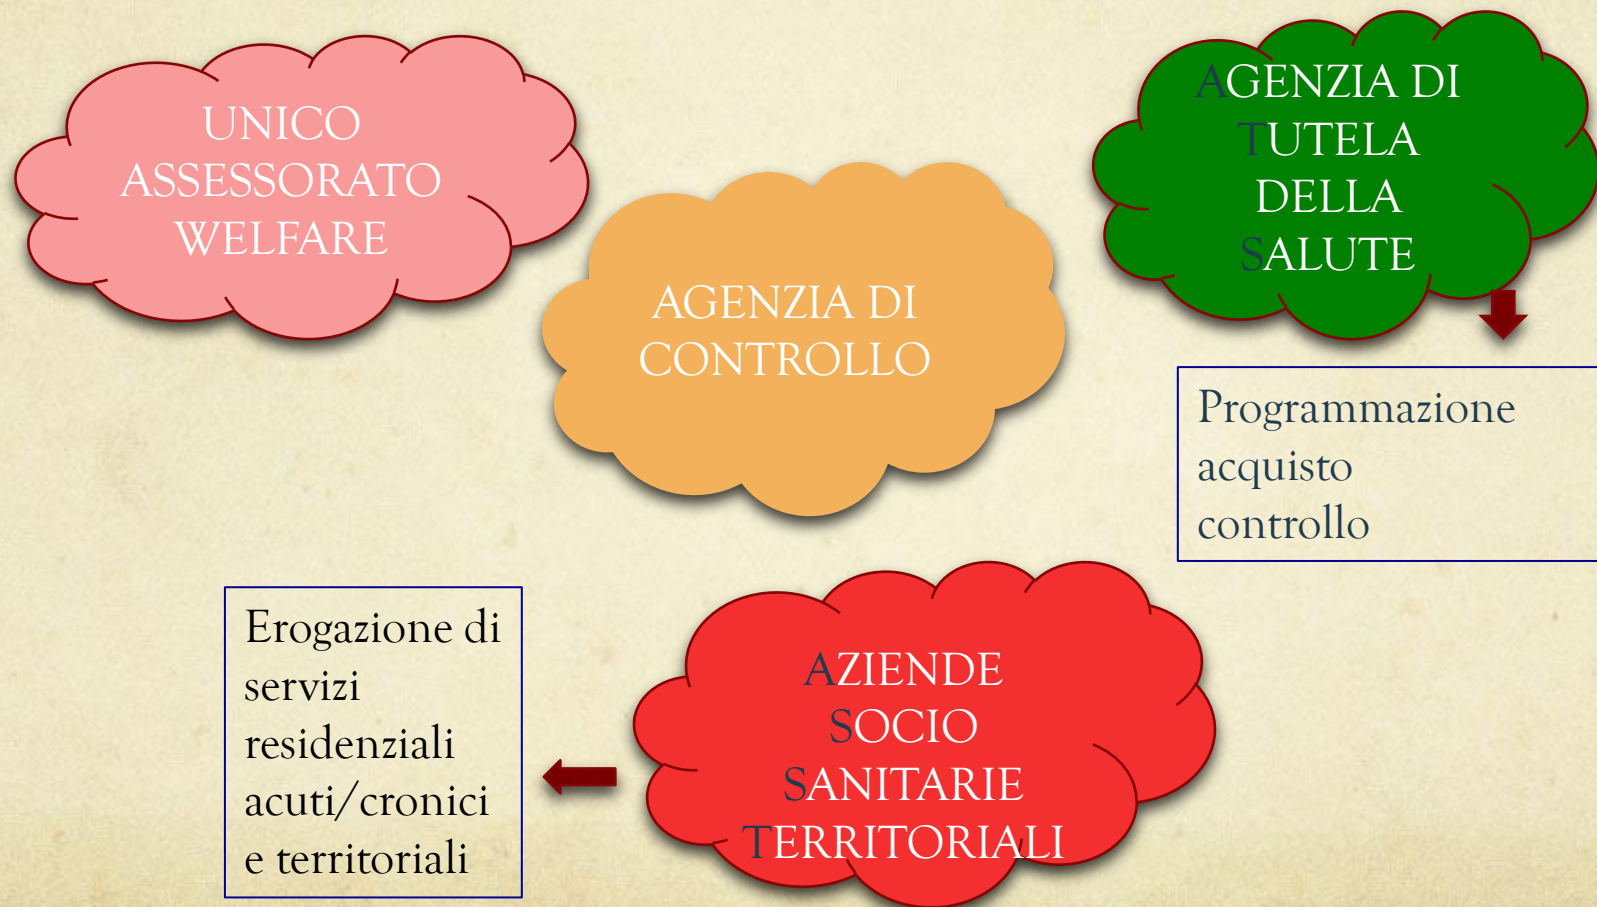 UNICO
ASSESSORATO
WELFARE
AGENZIA DI
CONTROLLO
AGENZIA DI
TUTELA
DELLA
SALUTE
Programmazione
acquisto
controllo
Erogazione di
servizi
residenziali
acuti/cronici
e territoriali
AZIENDE
SOCIO
SANITARIE
TERRITORIALI